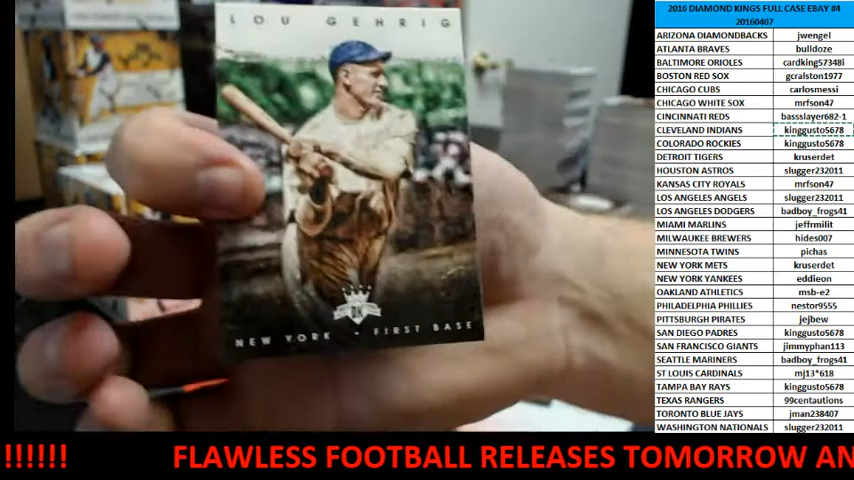 LOU GEHRIG
DK
NEW YORK • FIRST BASE
2016 DIAMOND KINGS FULL CASE EBAY #4
20160407
ARIZONA DIAMONDBACKS jwengel
ATLANTA BRAVES bulldoze
BALTIMORE ORIOLES cardking57348i
BOSTON RED SOX gcralston1977
CHICAGO CUBS carlosmessi
CHICAGO WHITE SOX mrfson47
CINCINNATI REDS bassslayer682-1
CLEVELAND INDIANS kinggusto5678
COLORADO ROCKIES kinggusto5678
DETROIT TIGERS kruserdet
HOUSTON ASTROS slugger232011
KANSAS CITY ROYALS mrfson47
LOS ANGELES ANGELS slugger232011
LOS ANGELES DODGERS badboy_frogs41
MIAMI MARLINS jeffrmilit
MILWAUKEE BREWERS hides007
MINNESOTA TWINS pichas
NEW YORK METS kruserdet
NEW YORK YANKEES eddieon
OAKLAND ATHLETICS msb-e2
PHILADELPHIA PHILLIES nestor9555
PITTSBURGH PIRATES jejbew
SAN DIEGO PADRES kinggusto5678
SAN FRANCISCO GIANTS jimmyphan113
SEATTLE MARINERS badboy_frogs41
ST LOUIS CARDINALS mj13*618
TAMPA BAY RAYS kinggusto5678
TEXAS RANGERS 99centautions
TORONTO BLUE JAYS jman238407
WASHINGTON NATIONALS slugger232011
!!!!!! FLAWLESS FOOTBALL RELEASES TOMORROW AN